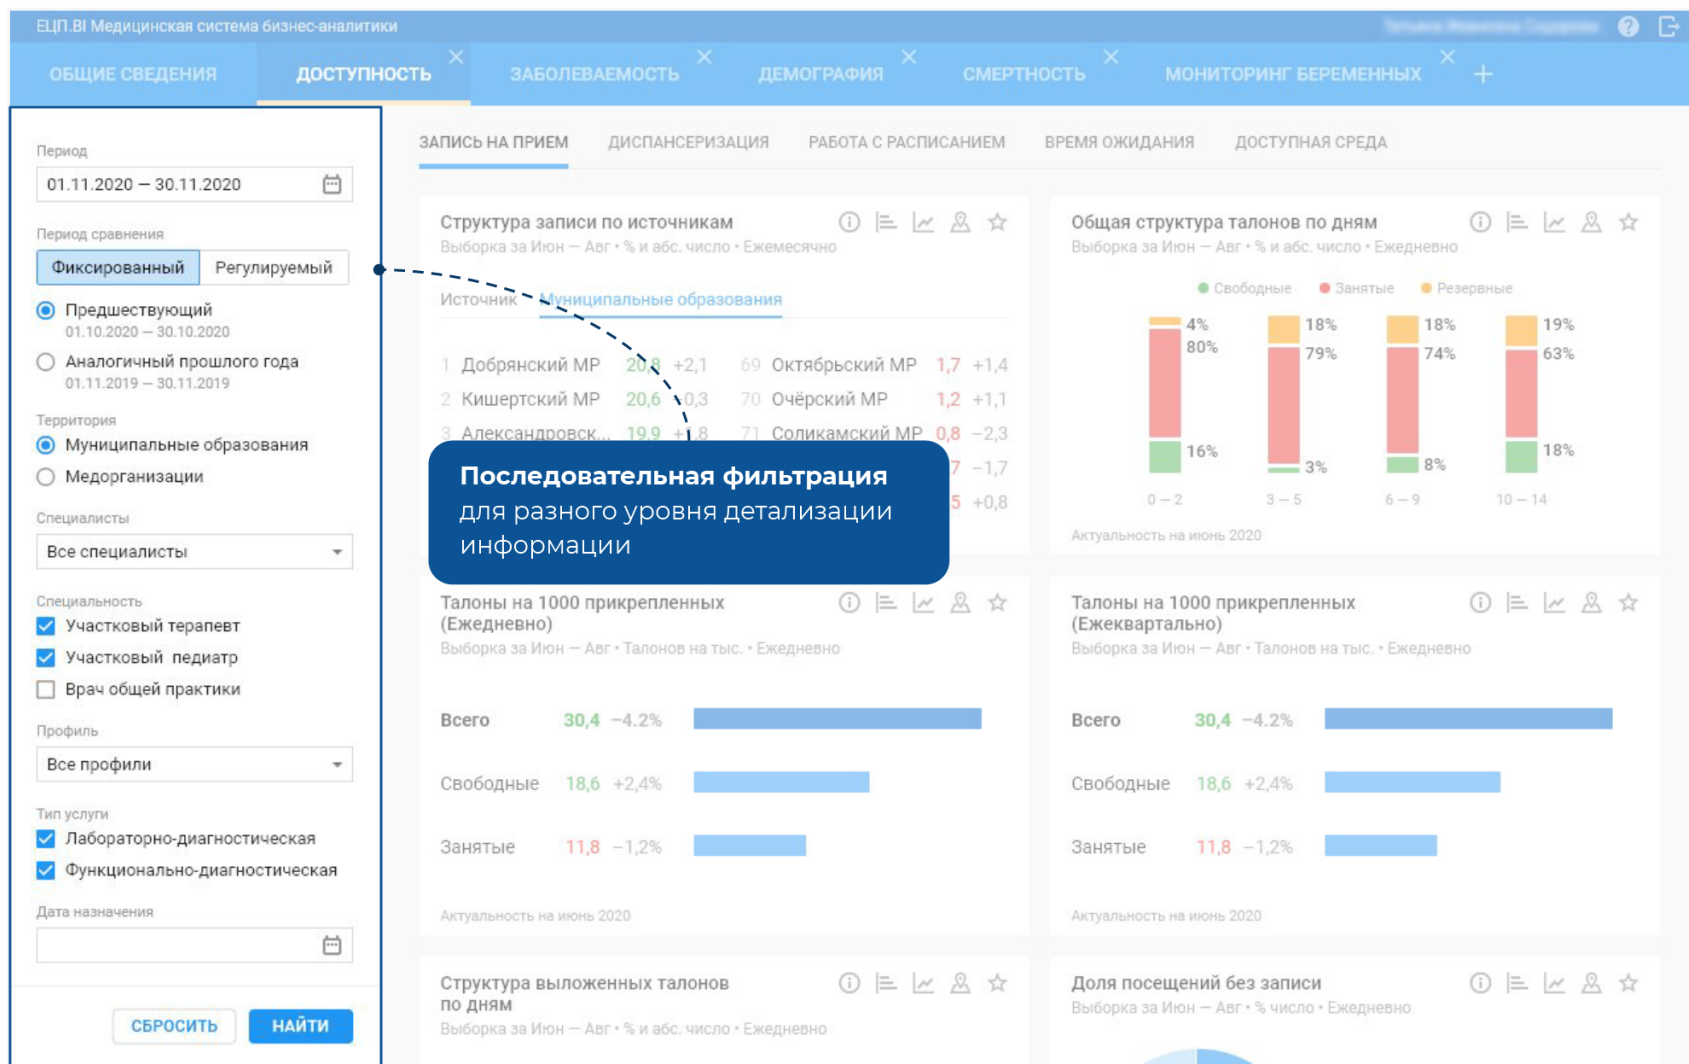 ЕЦП.BI Медицинская система бизнес-аналитики
ОБЩИЕ СВЕДЕНИЯ
ДОСТУПНОСТЬ
ЗАБОЛЕВАЕМОСТЬ
ДЕМОГРАФИЯ
СМЕРТНОСТЬ
МОНИТОРИНГ БЕРЕМЕННЫХ
Период
01.11.2020 — 30.11.2020
Период сравнения
Фиксированный
Регулируемый
Предшествующий
01.10.2020 — 30.10.2020
Аналогичный прошлого года
01.11.2019 — 30.11.2019
Территория
Муниципальные образования
Медорганизации
Специалисты
Все специалисты
Специальность
Участковый терапевт
Участковый педиатр
Врач общей практики
Профиль
Все профили
Тип услуги
Лабораторно-диагностическая
Функционально-диагностическая
Дата назначения
СБРОСИТЬ
НАЙТИ
ЗАПИСЬ НА ПРИЕМ
ДИСПАНСЕРИЗАЦИЯ
РАБОТА С РАСПИСАНИЕМ
ВРЕМЯ ОЖИДАНИЯ
ДОСТУПНАЯ СРЕДА
Структура записи по источникам
Выборка за Июн — Авг • % и абс. число • Ежемесячно
Источник
Муниципальные образования
1 Добрянский МР 20,8 +2,1
69 Октябрьский МР 1,7 +1,4
2 Кишертский МР 20,6 0,3
70 Очёрский МР 1,2 +1,1
3 Александровск... 19,9 +1,8
71 Соликамский МР 0,8 −2,3
7 −1,7
5 +0,8
Последовательная фильтрация
для разного уровня детализации
информации
Общая структура талонов по дням
Выборка за Июн — Авг • % и абс. число • Ежедневно
Свободные
Занятые
Резервные
4%
18%
18%
19%
80%
79%
74%
63%
16%
3%
8%
18%
0 — 2
3 — 5
6 — 9
10 — 14
Актуальность на июнь 2020
Талоны на 1000 прикрепленных
(Ежедневно)
Выборка за Июн — Авг • Талонов на тыс. • Ежедневно
Всего 30,4 −4.2%
Свободные 18,6 +2,4%
Занятые 11,8 −1,2%
Актуальность на июнь 2020
Талоны на 1000 прикрепленных
(Ежеквартально)
Выборка за Июн — Авг • Талонов на тыс. • Ежедневно
Всего 30,4 −4.2%
Свободные 18,6 +2,4%
Занятые 11,8 −1,2%
Актуальность на июнь 2020
Структура выложенных талонов
по дням
Выборка за Июн — Авг • % и абс. число • Ежедневно
Доля посещений без записи
Выборка за Июн — Авг • % число • Ежедневно